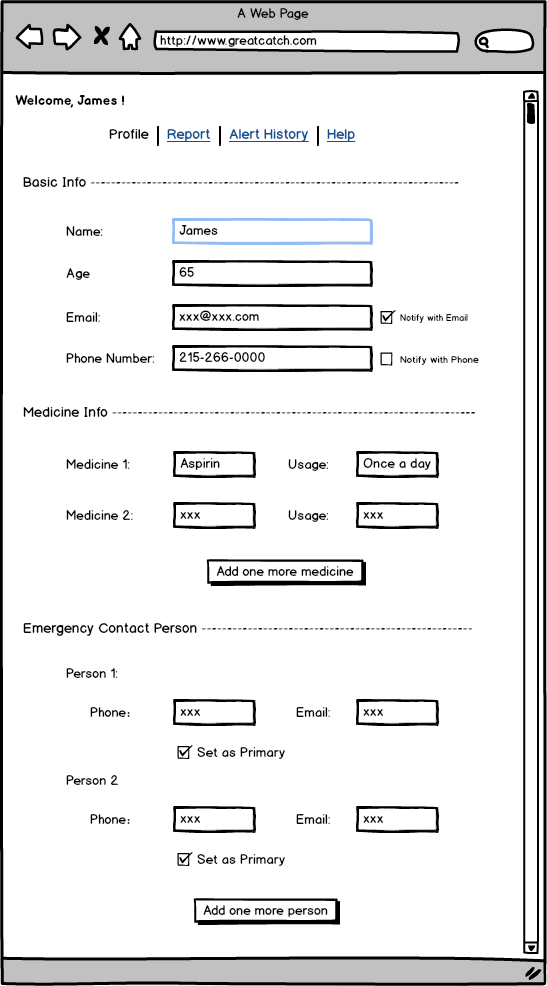 A Web Page
http://www.greatcatch.com
Welcome, James !
Profile Report Alert History Help
Basic Info
Name: James
Age 65
Email: xxx@xxx.com Notify with Email
Phone Number: 215-266-0000 Notify with Phone
Medicine Info
Medicine 1: Aspirin Usage: Once a day
Medicine 2: xxx Usage: xxx
Add one more medicine
Emergency Contact Person
Person 1:
Phone: xxx Email: xxx
Set as Primary
Person 2
Phone: xxx Email: xxx
Set as Primary
Add one more person